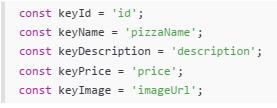 const keyId = 'id';
const keyName = 'pizzaName';
const keyDescription = 'description';
const keyPrice = 'price';
const keyImage = 'imageUrl';